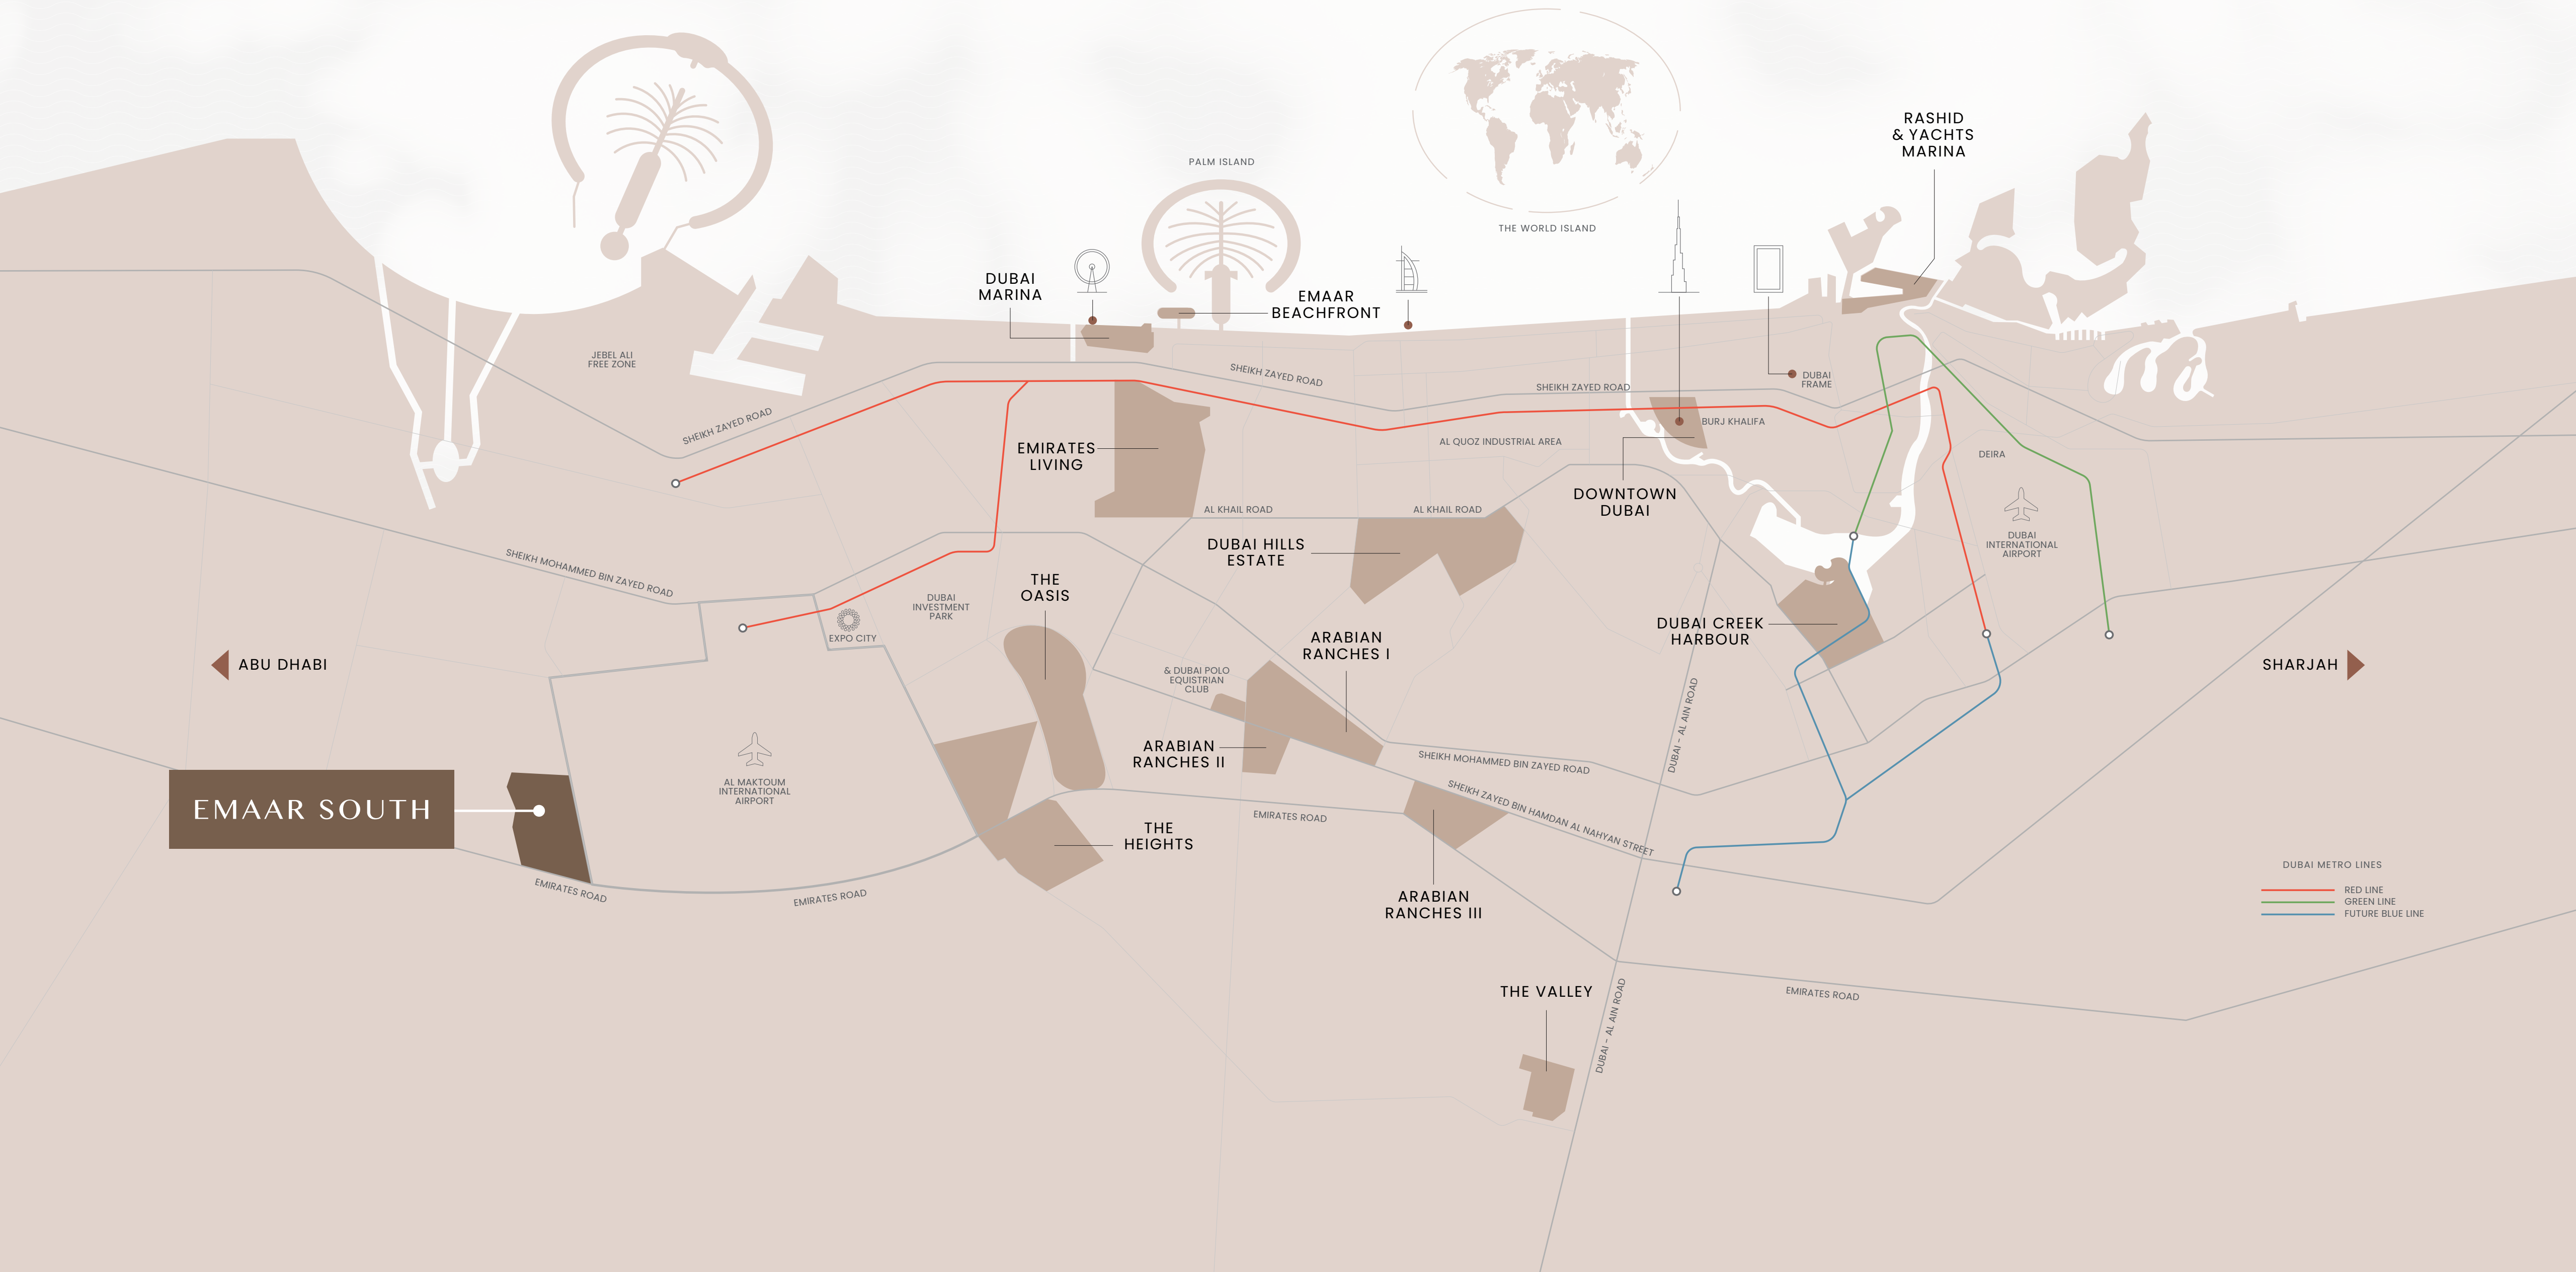 RASHID
& YACHTS
MARINA
PALM ISLAND
THE WORLD ISLAND
DUBAI
MARINA
EMAAR
BEACHFRONT
JEBEL ALI
FREE ZONE
SHEIKH ZAYED ROAD
SHEIKH ZAYED ROAD
SHEIKH ZAYED ROAD
DUBAI
FRAME
BURJ KHALIFA
AL QUOZ INDUSTRIAL AREA
EMIRATES
LIVING
DEIRA
DOWNTOWN
DUBAI
AL KHAIL ROAD
AL KHAIL ROAD
DUBAI HILLS
ESTATE
DUBAI
INTERNATIONAL
AIRPORT
SHEIKH MOHAMMED BIN ZAYED ROAD
THE
OASIS
DUBAI
INVESTMENT
PARK
EXPO CITY
DUBAI CREEK
HARBOUR
ARABIAN
RANCHES I
ABU DHABI
& DUBAI POLO
EQUISTRIAN
CLUB
SHARJAH
DUBAI - AL AIN ROAD
ARABIAN
RANCHES II
SHEIKH MOHAMMED BIN ZAYED ROAD
AL MAKTOUM
INTERNATIONAL
AIRPORT
EMAAR SOUTH
SHEIKH ZAYED BIN HAMDAN AL NAHYAN STREET
EMIRATES ROAD
THE
HEIGHTS
EMIRATES ROAD
EMIRATES ROAD
ARABIAN
RANCHES III
DUBAI METRO LINES
RED LINE
GREEN LINE
FUTURE BLUE LINE
THE VALLEY
EMIRATES ROAD
DUBAI - AL AIN ROAD